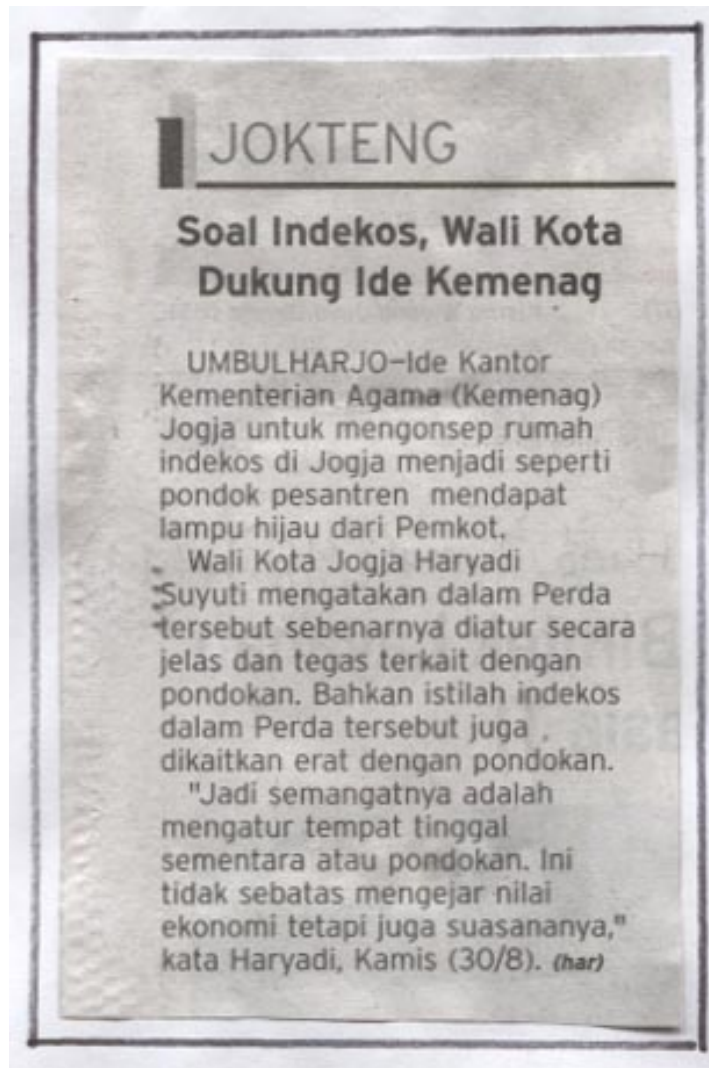 JOKTENG
Soal Indekos, Wali Kota
Dukung Ide Kemenag
UMBULHARJO–Ide Kantor
Kementerian Agama (Kemenag)
Jogja untuk mengonsep rumah
indekos di Jogja menjadi seperti
pondok pesantren mendapat
lampu hijau dari Pemkot.
Wali Kota Jogja Haryadi
Suyuti mengatakan dalam Perda
tersebut sebenarnya diatur secara
jelas dan tegas terkait dengan
pondokan. Bahkan istilah indekos
dalam Perda tersebut juga
dikaitkan erat dengan pondokan.
"Jadi semangatnya adalah
mengatur tempat tinggal
sementara atau pondokan. Ini
tidak sebatas mengejar nilai
ekonomi tetapi juga suasananya,"
kata Haryadi, Kamis (30/8). (har)